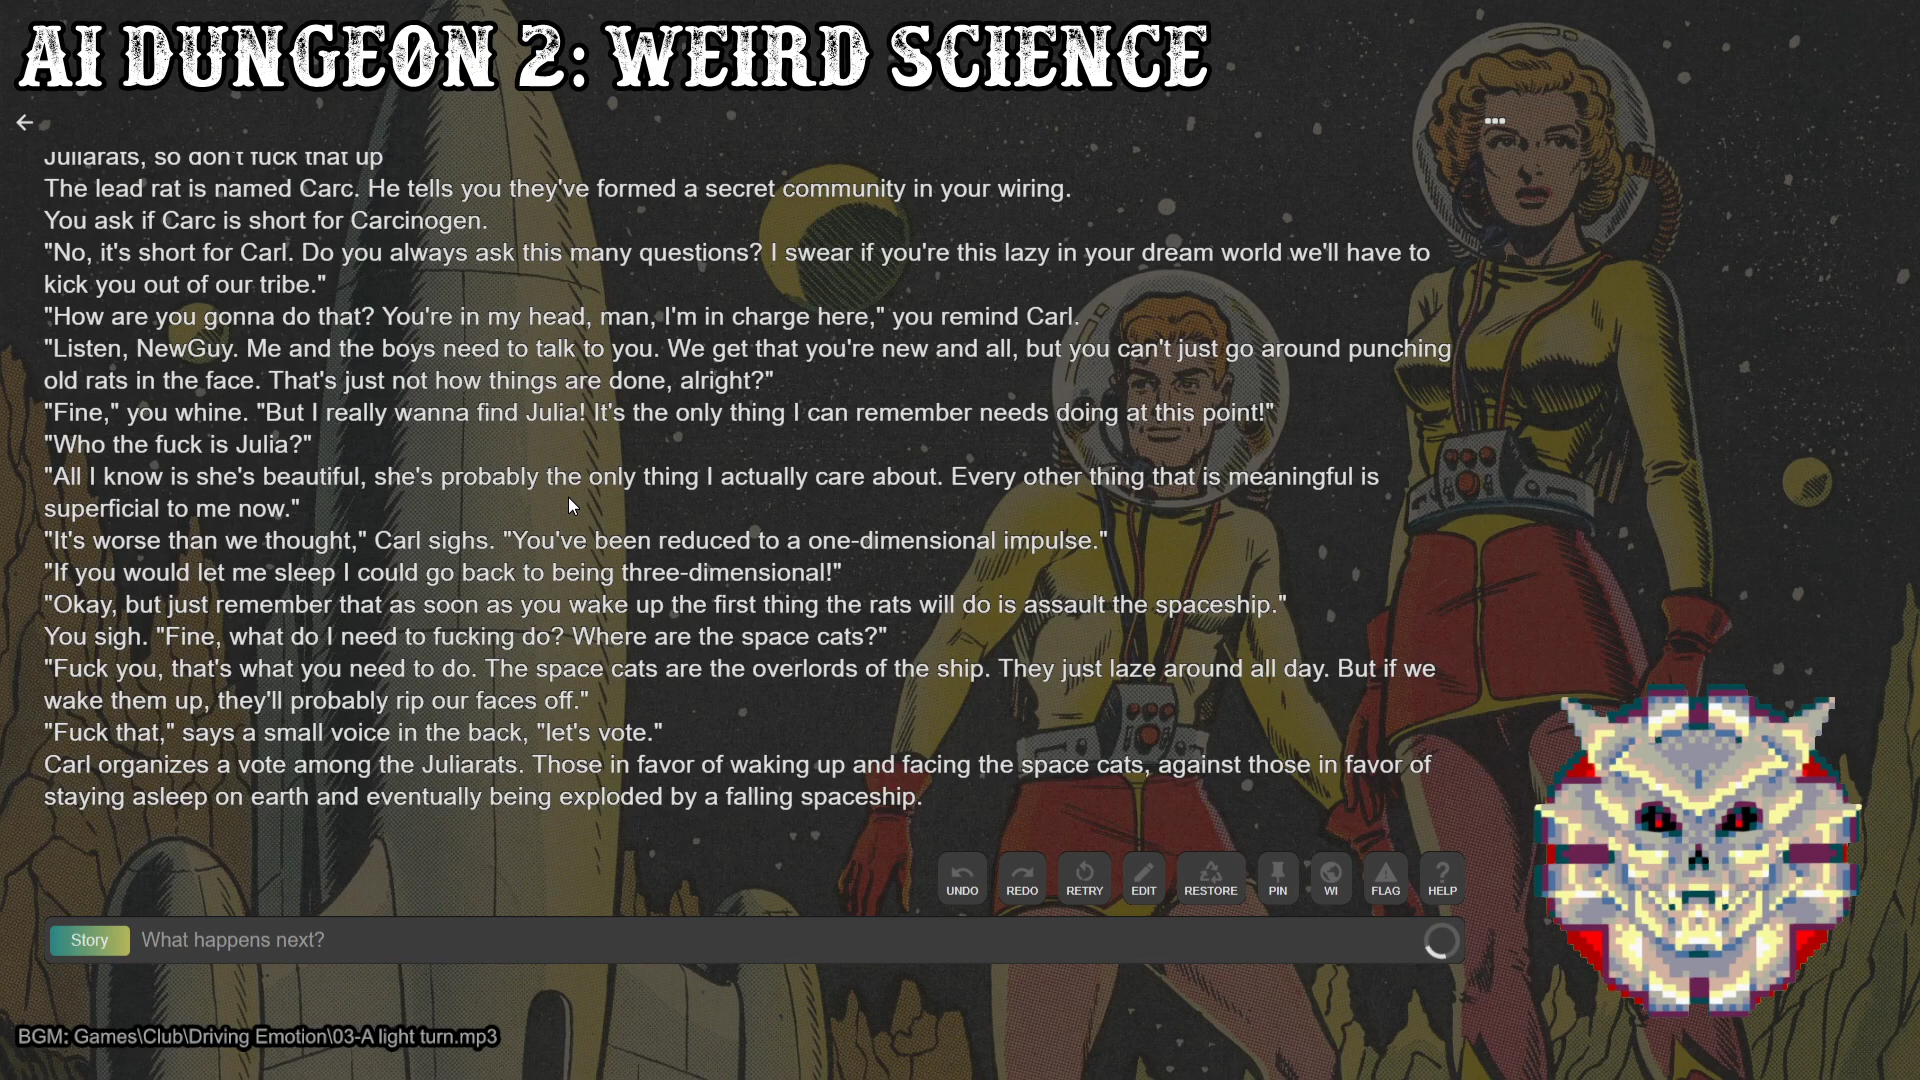 AI DUNGEON 2: WEIRD SCIENCE
Juliarats, so don't fuck that up
The lead rat is named Carc. He tells you they've formed a secret community in your wiring.
You ask if Carc is short for Carcinogen.
"No, it's short for Carl. Do you always ask this many questions? I swear if you're this lazy in your dream world we'll have to
kick you out of our tribe."
"How are you gonna do that? You're in my head, man, I'm in charge here," you remind Carl.
"Listen, NewGuy. Me and the boys need to talk to you. We get that you're new and all, but you can't just go around punching
old rats in the face. That's just not how things are done, alright?"
"Fine," you whine. "But I really wanna find Julia! It's the only thing I can remember needs doing at this point!"
"Who the fuck is Julia?"
"All I know is she's beautiful, she's probably the only thing I actually care about. Every other thing that is meaningful is
superficial to me now."
"It's worse than we thought," Carl sighs. "You've been reduced to a one-dimensional impulse."
"If you would let me sleep I could go back to being three-dimensional!"
"Okay, but just remember that as soon as you wake up the first thing the rats will do is assault the spaceship."
You sigh. "Fine, what do I need to fucking do? Where are the space cats?"
"Fuck you, that's what you need to do. The space cats are the overlords of the ship. They just laze around all day. But if we
wake them up, they'll probably rip our faces off."
"Fuck that," says a small voice in the back, "let's vote."
Carl organizes a vote among the Juliarats. Those in favor of waking up and facing the space cats, against those in favor of
staying asleep on earth and eventually being exploded by a falling spaceship.
UNDO REDO RETRY EDIT RESTORE PIN WI FLAG HELP
Story What happens next?
BGM: Games\Club\Driving Emotion\03-A light turn.mp3